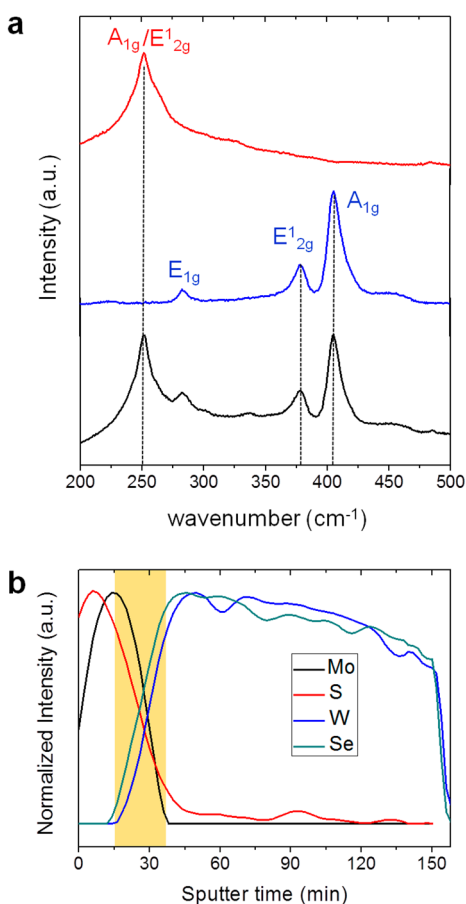 a
A1g/E¹2g
A1g
E¹2g
E1g
Intensity (a.u.)
200 250 300 350 400 450 500
wavenumber (cm⁻¹)
b
Mo
S
W
Se
Normalized Intensity (a.u.)
0 30 60 90 120 150
Sputter time (min)